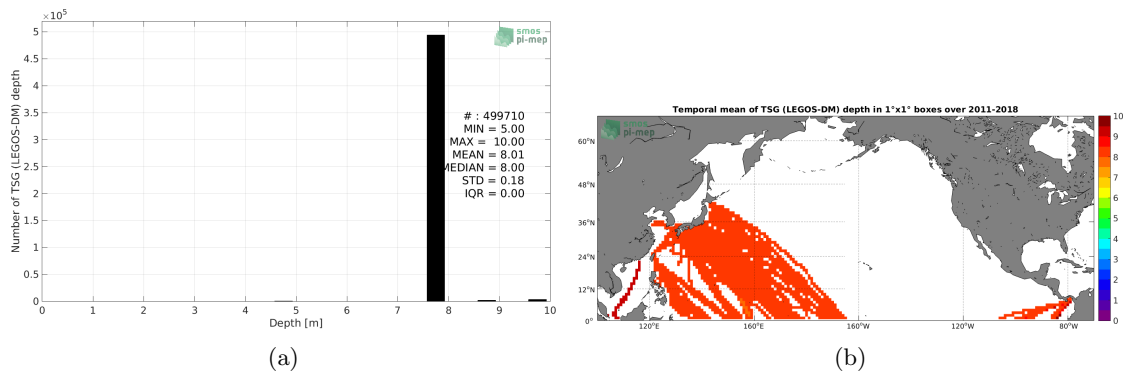 ×10⁵
5
4.5
4
3.5
3
2.5
2
1.5
1
0.5
0
Number of TSG (LEGOS-DM) depth
smos
pi-mep
# : 499710
MIN = 5.00
MAX = 10.00
MEAN = 8.01
MEDIAN = 8.00
STD = 0.18
IQR = 0.00
0 1 2 3 4 5 6 7 8 9 10
Depth [m]
(a)
Temporal mean of TSG (LEGOS-DM) depth in 1°x1° boxes over 2011-2018
smos
pi-mep
60°N
48°N
36°N
24°N
12°N
0°
120°E 160°E 160°W 120°W 80°W
10
9
8
7
6
5
4
3
2
1
0
(b)